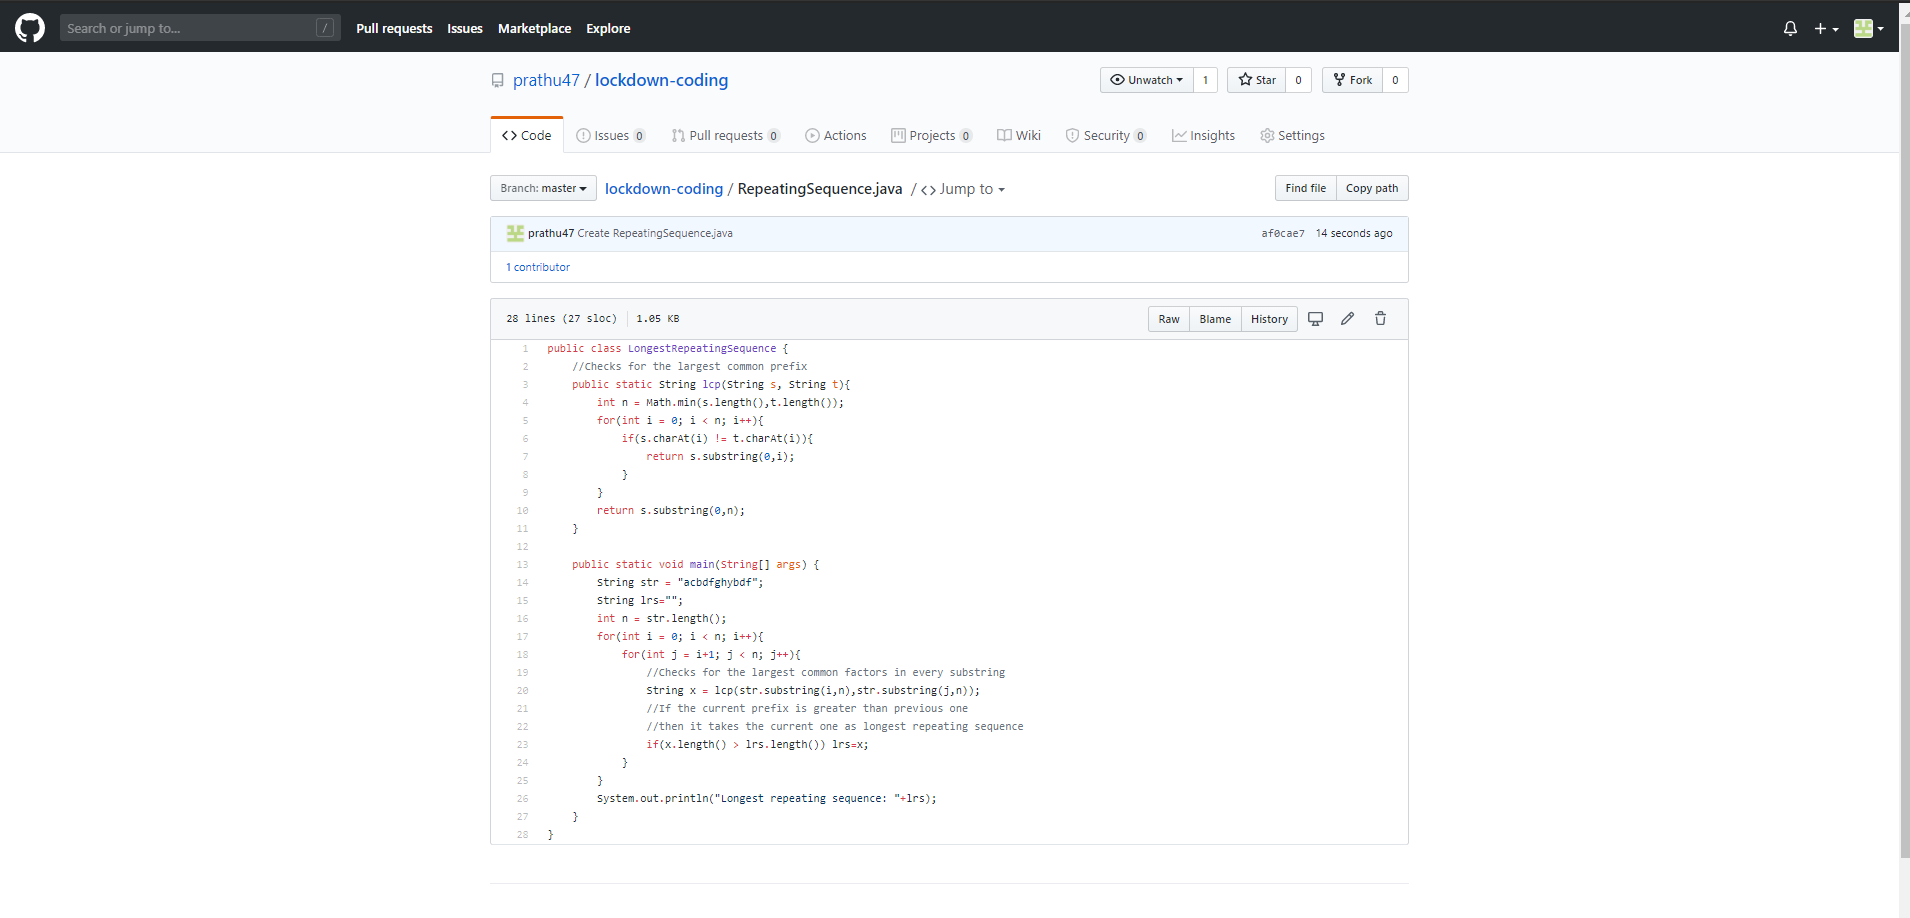 Search or jump to... /
Pull requests Issues Marketplace Explore
prathu47 / lockdown-coding
Unwatch 1 Star 0 Fork 0
Code Issues 0 Pull requests 0 Actions Projects 0 Wiki Security 0 Insights Settings
Branch: master lockdown-coding / RepeatingSequence.java / <> Jump to
Find file Copy path
prathu47 Create RepeatingSequence.java af0cae7 14 seconds ago
1 contributor
28 lines (27 sloc) 1.05 KB Raw Blame History
1 public class LongestRepeatingSequence {
2 //Checks for the largest common prefix
3 public static String lcp(String s, String t){
4 int n = Math.min(s.length(),t.length());
5 for(int i = 0; i < n; i++){
6 if(s.charAt(i) != t.charAt(i)){
7 return s.substring(0,i);
8 }
9 }
10 return s.substring(0,n);
11 }
12
13 public static void main(String[] args) {
14 String str = "acbdfghybdf";
15 String lrs="";
16 int n = str.length();
17 for(int i = 0; i < n; i++){
18 for(int j = i+1; j < n; j++){
19 //Checks for the largest common factors in every substring
20 String x = lcp(str.substring(i,n),str.substring(j,n));
21 //If the current prefix is greater than previous one
22 //then it takes the current one as longest repeating sequence
23 if(x.length() > lrs.length()) lrs=x;
24 }
25 }
26 System.out.println("Longest repeating sequence: "+lrs);
27 }
28 }